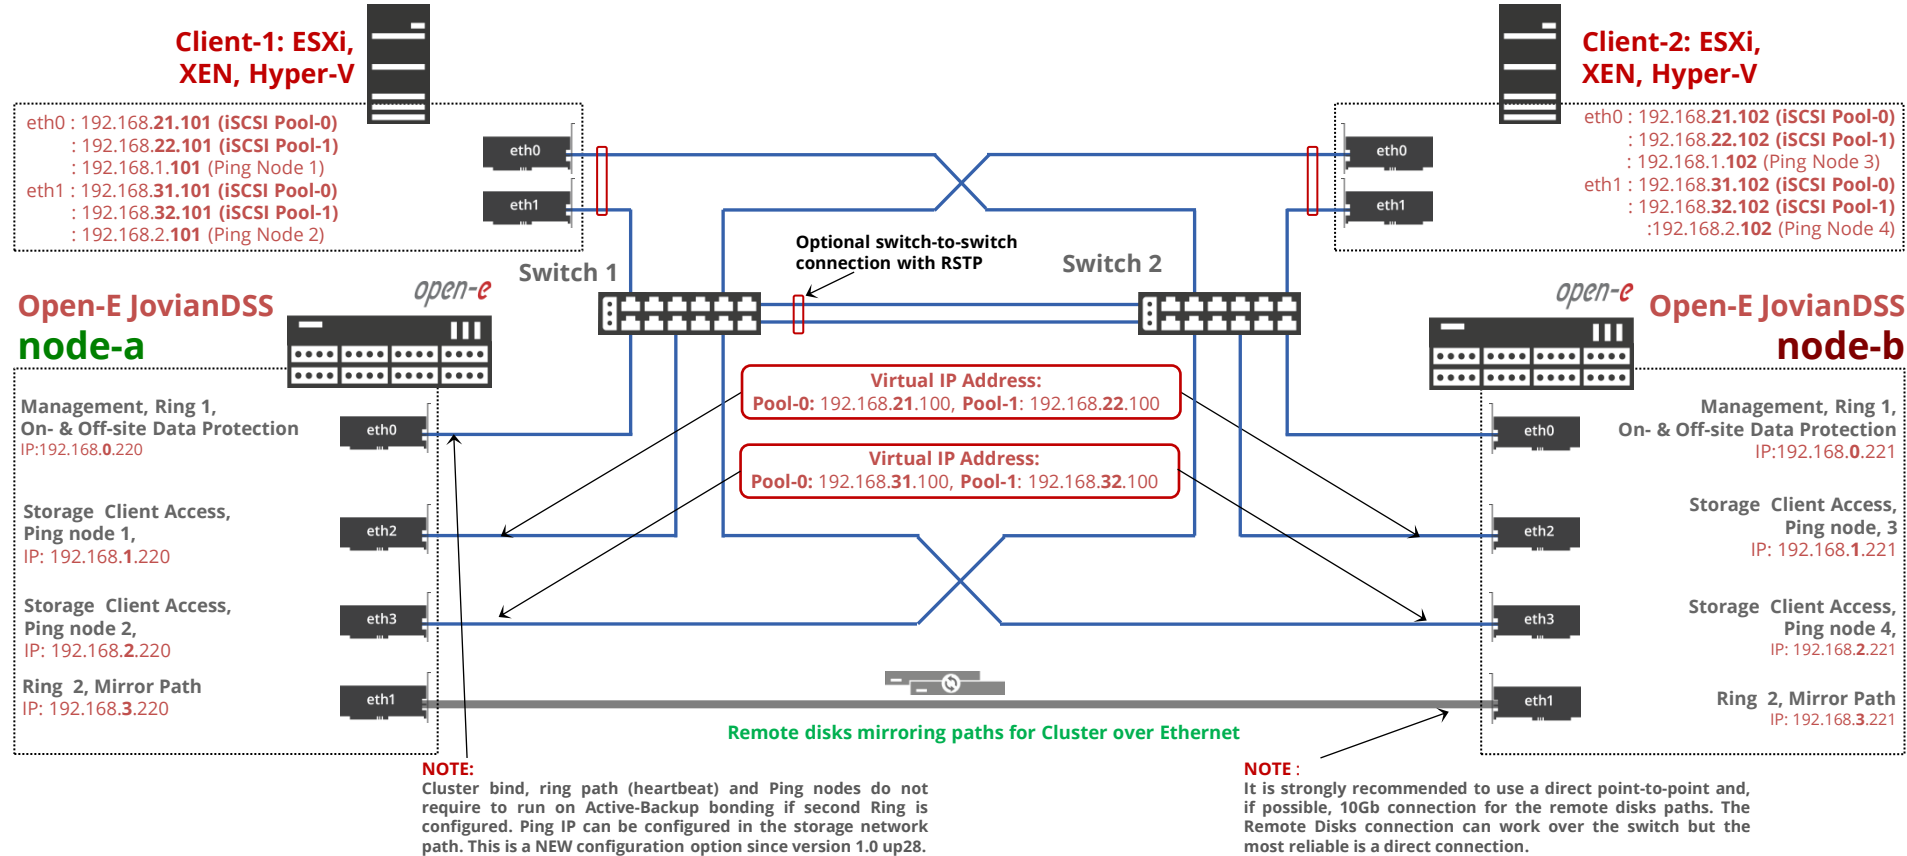 Client-1: ESXi,
XEN, Hyper-V
eth0 : 192.168.21.101 (iSCSI Pool-0)
: 192.168.22.101 (iSCSI Pool-1)
: 192.168.1.101 (Ping Node 1)
eth1 : 192.168.31.101 (iSCSI Pool-0)
: 192.168.32.101 (iSCSI Pool-1)
: 192.168.2.101 (Ping Node 2)
eth0
eth1
Client-2: ESXi,
XEN, Hyper-V
eth0 : 192.168.21.102 (iSCSI Pool-0)
: 192.168.22.102 (iSCSI Pool-1)
: 192.168.1.102 (Ping Node 3)
eth1 : 192.168.31.102 (iSCSI Pool-0)
: 192.168.32.102 (iSCSI Pool-1)
:192.168.2.102 (Ping Node 4)
eth0
eth1
Switch 1
Optional switch-to-switch
connection with RSTP
Switch 2
open-e
Open-E JovianDSS
node-a
open-e
Open-E JovianDSS
node-b
Virtual IP Address:
Pool-0: 192.168.21.100, Pool-1: 192.168.22.100
Virtual IP Address:
Pool-0: 192.168.31.100, Pool-1: 192.168.32.100
Management, Ring 1,
On- & Off-site Data Protection
IP:192.168.0.220
eth0
Storage Client Access,
Ping node 1,
IP: 192.168.1.220
eth2
Storage Client Access,
Ping node 2,
IP: 192.168.2.220
eth3
Ring 2, Mirror Path
IP: 192.168.3.220
eth1
eth0
Management, Ring 1,
On- & Off-site Data Protection
IP:192.168.0.221
eth2
Storage Client Access,
Ping node, 3
IP: 192.168.1.221
eth3
Storage Client Access,
Ping node 4,
IP: 192.168.2.221
eth1
Ring 2, Mirror Path
IP: 192.168.3.221
Remote disks mirroring paths for Cluster over Ethernet
NOTE:
Cluster bind, ring path (heartbeat) and Ping nodes do not
require to run on Active-Backup bonding if second Ring is
configured. Ping IP can be configured in the storage network
path. This is a NEW configuration option since version 1.0 up28.
NOTE :
It is strongly recommended to use a direct point-to-point and,
if possible, 10Gb connection for the remote disks paths. The
Remote Disks connection can work over the switch but the
most reliable is a direct connection.